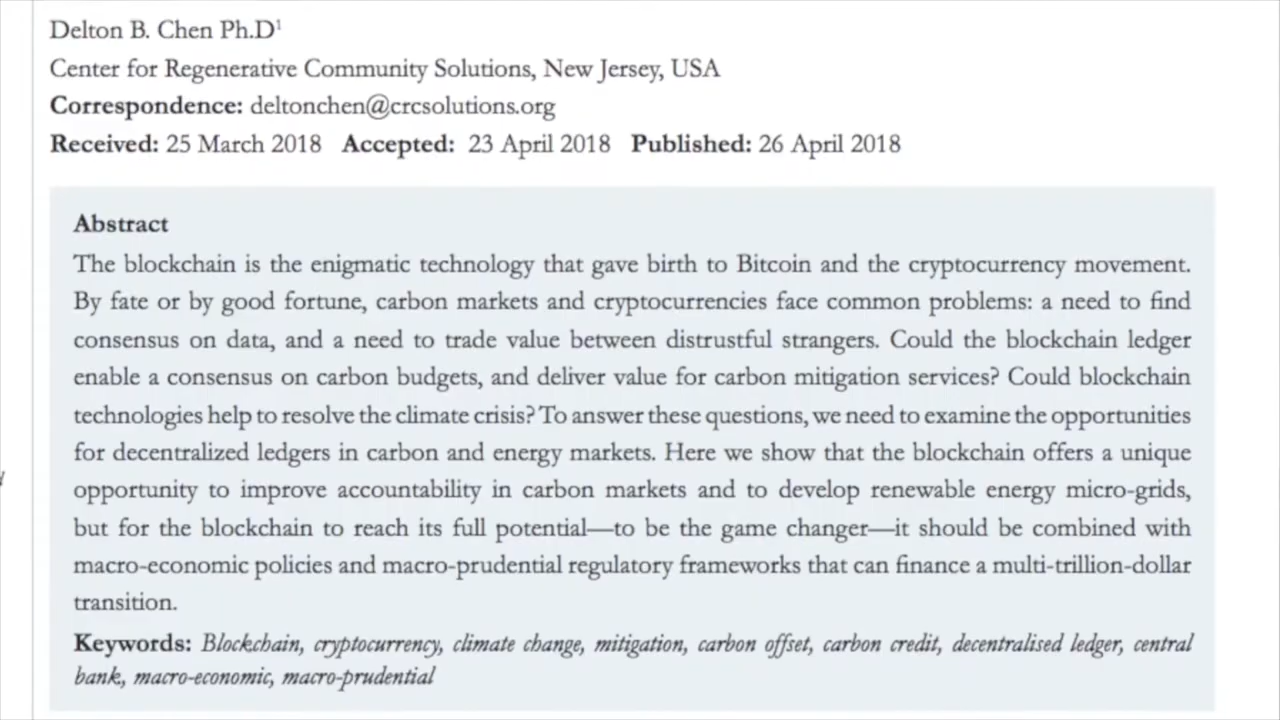 Delton B. Chen Ph.D¹
Center for Regenerative Community Solutions, New Jersey, USA
Correspondence: deltonchen@crcsolutions.org
Received: 25 March 2018 Accepted: 23 April 2018 Published: 26 April 2018
Abstract
The blockchain is the enigmatic technology that gave birth to Bitcoin and the cryptocurrency movement.
By fate or by good fortune, carbon markets and cryptocurrencies face common problems: a need to find
consensus on data, and a need to trade value between distrustful strangers. Could the blockchain ledger
enable a consensus on carbon budgets, and deliver value for carbon mitigation services? Could blockchain
technologies help to resolve the climate crisis? To answer these questions, we need to examine the opportunities
for decentralized ledgers in carbon and energy markets. Here we show that the blockchain offers a unique
opportunity to improve accountability in carbon markets and to develop renewable energy micro-grids,
but for the blockchain to reach its full potential—to be the game changer—it should be combined with
macro-economic policies and macro-prudential regulatory frameworks that can finance a multi-trillion-dollar
transition.
Keywords: Blockchain, cryptocurrency, climate change, mitigation, carbon offset, carbon credit, decentralised ledger, central
bank, macro-economic, macro-prudential